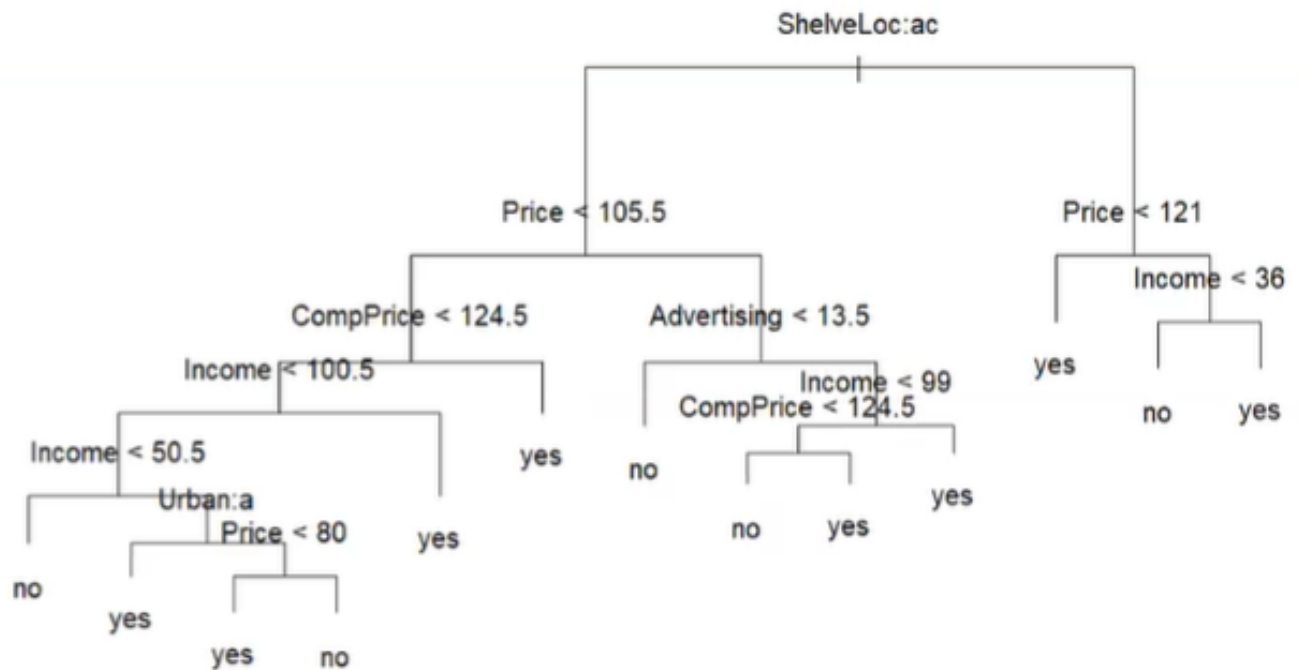 ShelveLoc:ac
Price < 105.5
Price < 121
Income < 36
CompPrice < 124.5
Advertising < 13.5
Income < 100.5
yes
Income < 99
CompPrice < 124.5
no
yes
Income < 50.5
yes
no
yes
Urban:a
Price < 80
yes
no
yes
no
yes
yes
no